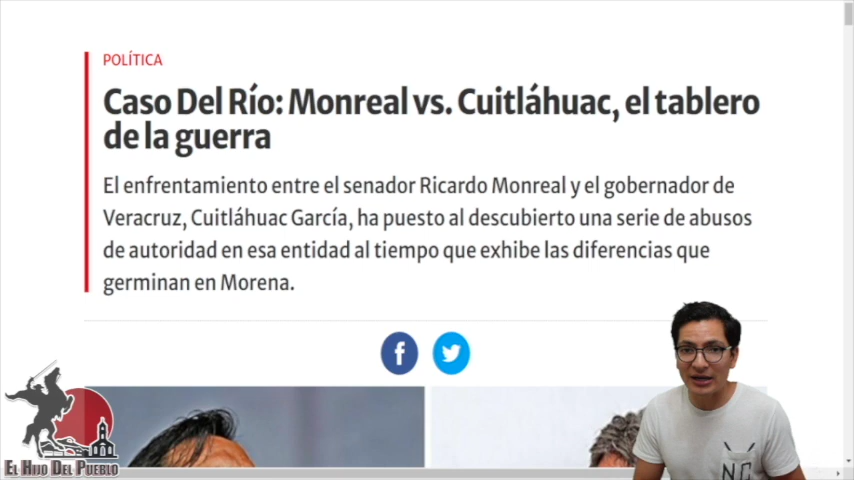 POLÍTICA
Caso Del Río: Monreal vs. Cuitláhuac, el tablero
de la guerra
El enfrentamiento entre el senador Ricardo Monreal y el gobernador de
Veracruz, Cuitláhuac García, ha puesto al descubierto una serie de abusos
de autoridad en esa entidad al tiempo que exhibe las diferencias que
germinan en Morena.
EL HIJO DEL PUEBLO
NC